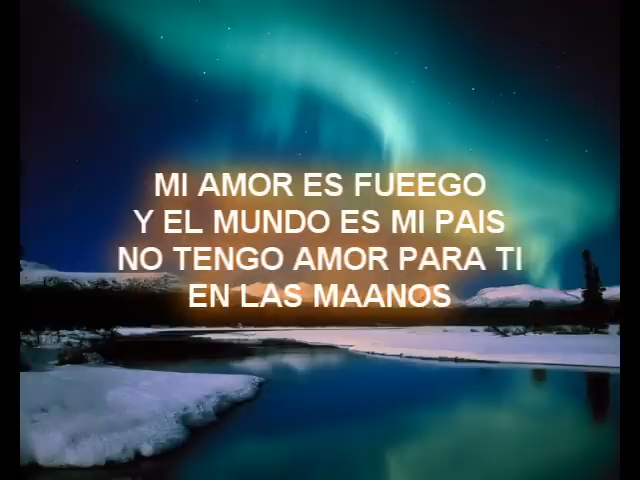 MI AMOR ES FUEEGO
Y EL MUNDO ES MI PAIS
NO TENGO AMOR PARA TI
EN LAS MAANOS